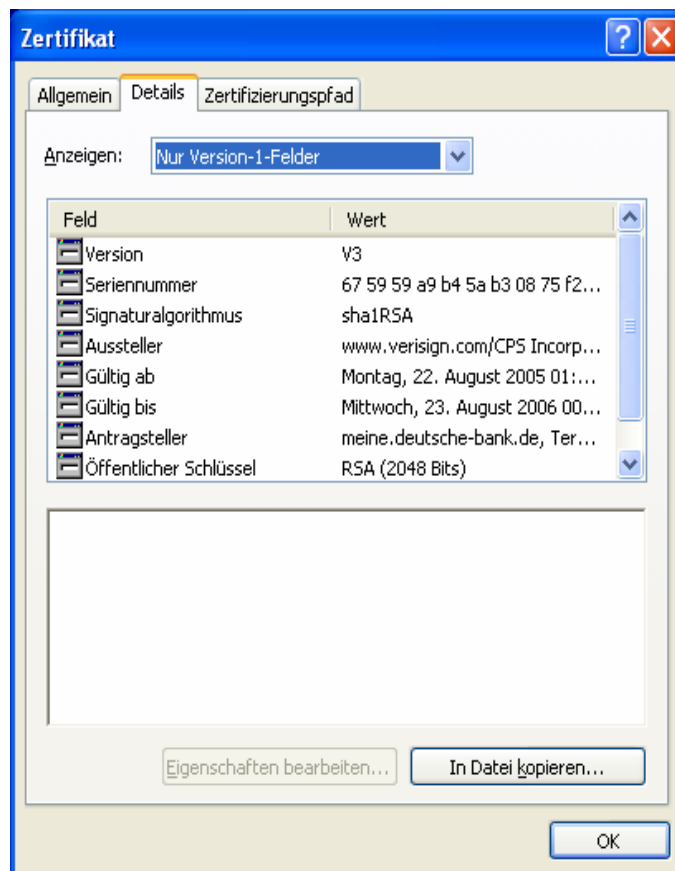 Zertifikat
Allgemein Details Zertifizierungspfad
Anzeigen: Nur Version-1-Felder
Feld Wert
Version V3
Seriennummer 67 59 59 a9 b4 5a b3 08 75 f2...
Signaturalgorithmus sha1RSA
Aussteller www.verisign.com/CPS Incorp...
Gültig ab Montag, 22. August 2005 01:...
Gültig bis Mittwoch, 23. August 2006 00...
Antragsteller meine.deutsche-bank.de, Ter...
Öffentlicher Schlüssel RSA (2048 Bits)
Eigenschaften bearbeiten... In Datei kopieren...
OK